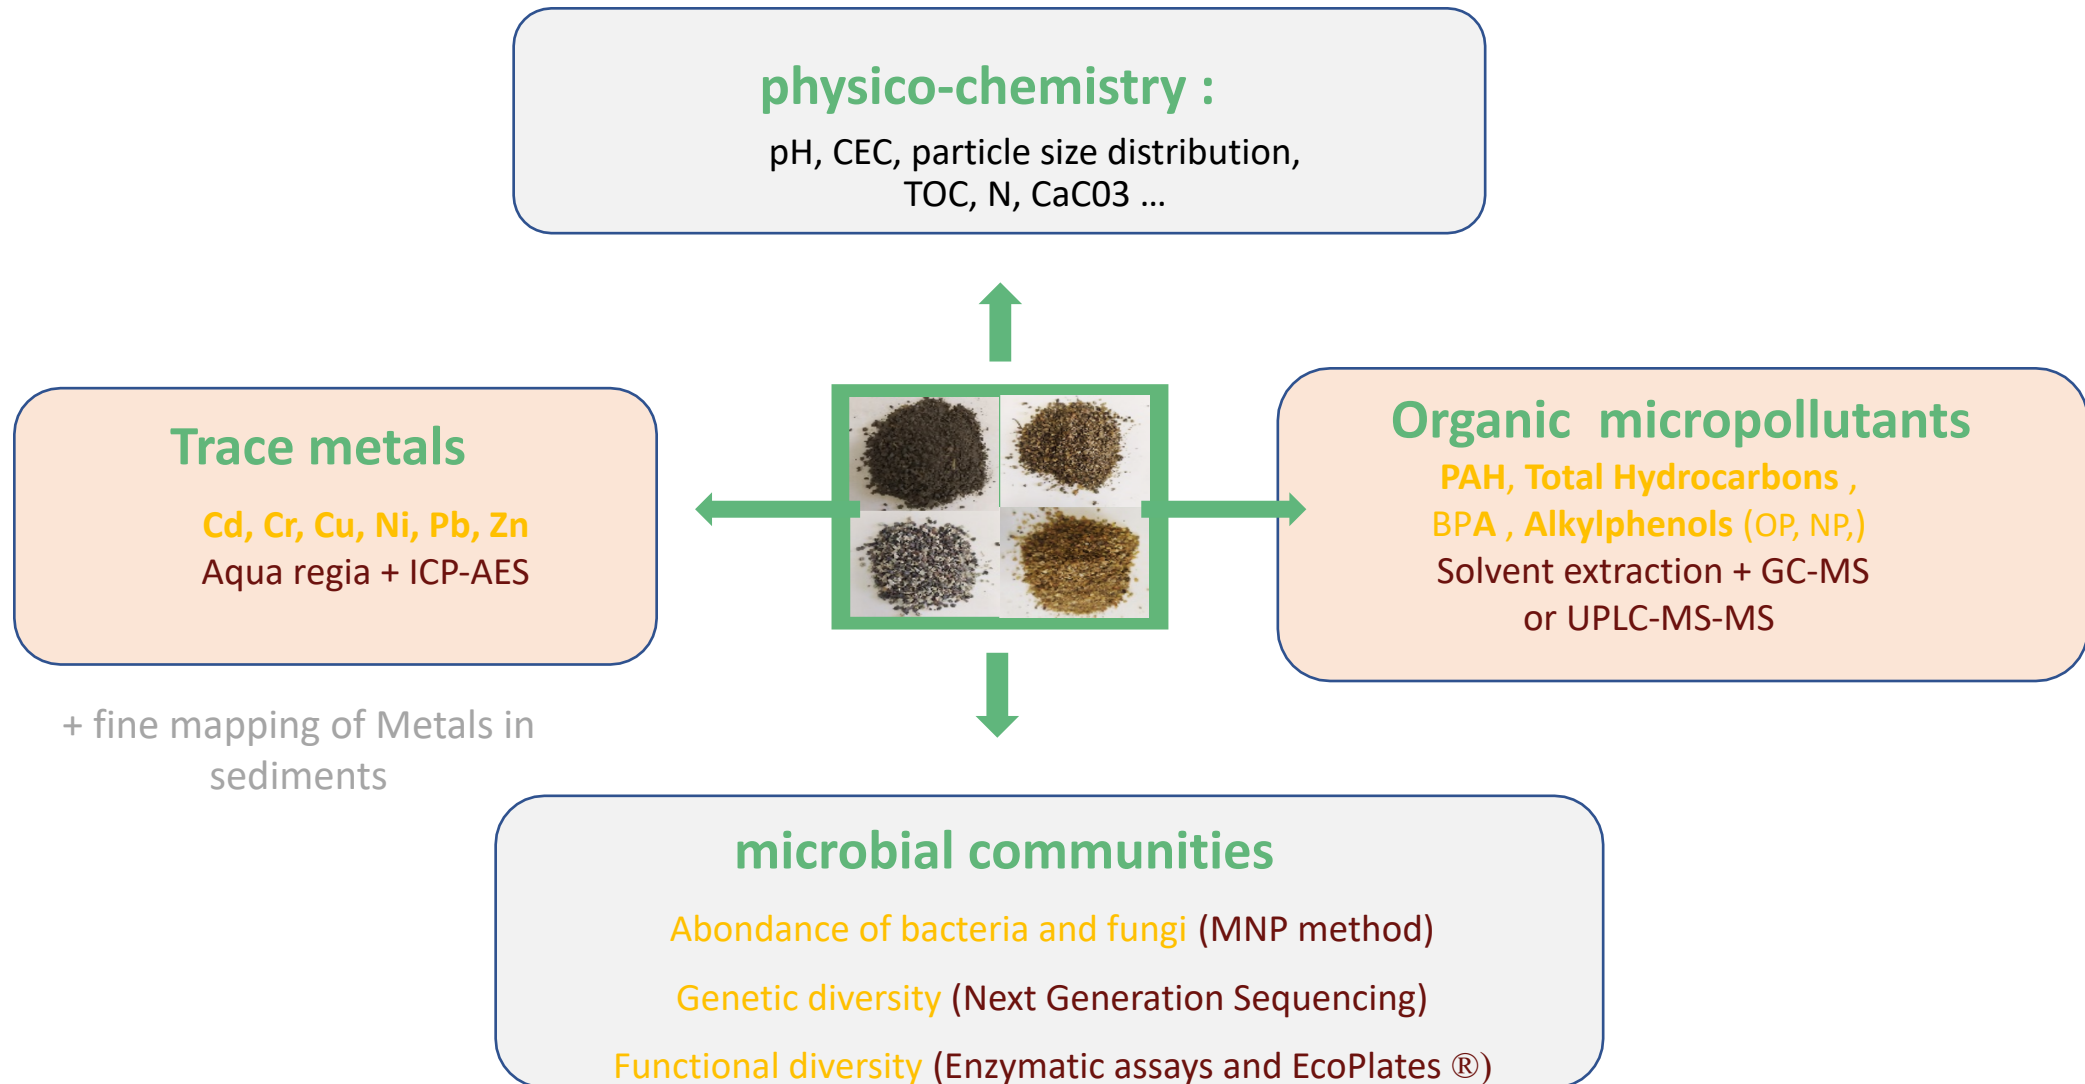 physico-chemistry :
pH, CEC, particle size distribution,
TOC, N, CaC03 ...
Trace metals
Cd, Cr, Cu, Ni, Pb, Zn
Aqua regia + ICP-AES
+ fine mapping of Metals in
sediments
Organic  micropollutants
PAH, Total Hydrocarbons ,
BPA , Alkylphenols (OP, NP,)
Solvent extraction + GC-MS
or UPLC-MS-MS
microbial communities
Abondance of bacteria and fungi (MNP method)
Genetic diversity (Next Generation Sequencing)
Functional diversity (Enzymatic assays and EcoPlates ®)